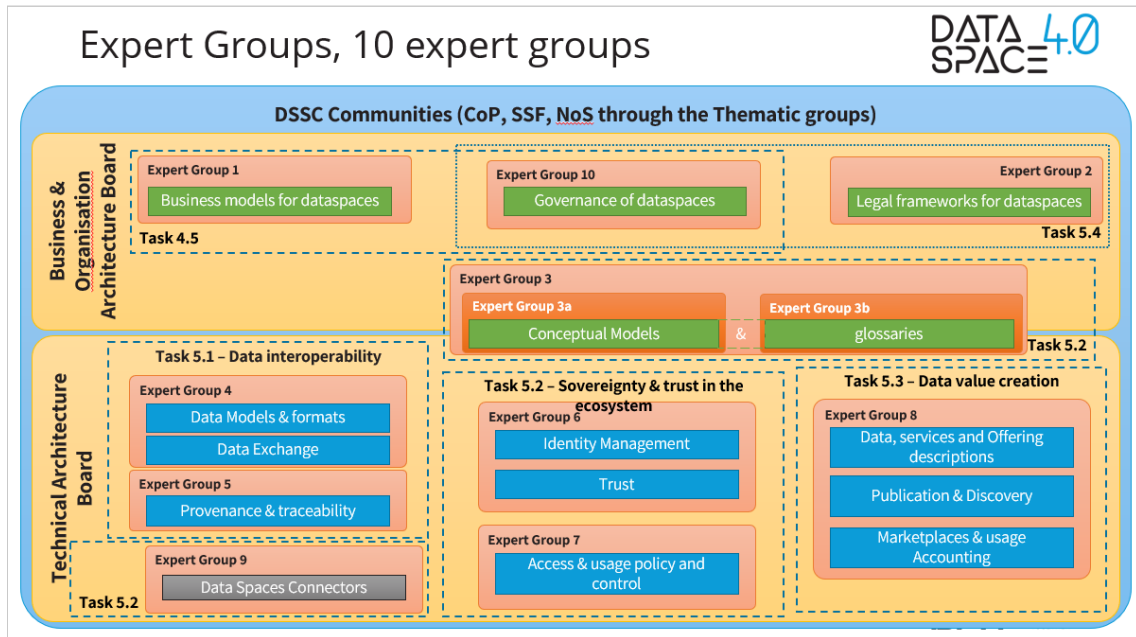 Expert Groups, 10 expert groups
DATA 4.0
SPACE
DSSC Communities (CoP, SSF, NoS through the Thematic groups)
Business &
Organisation
Architecture Board
Expert Group 1
Business models for dataspaces
Task 4.5
Expert Group 10
Governance of dataspaces
Expert Group 2
Legal frameworks for dataspaces
Task 5.4
Expert Group 3
Expert Group 3a
Conceptual Models
&
Expert Group 3b
glossaries
Task 5.2
Technical Architecture
Board
Task 5.1 – Data interoperability
Expert Group 4
Data Models & formats
Data Exchange
Expert Group 5
Provenance & traceability
Expert Group 9
Data Spaces Connectors
Task 5.2
Task 5.2 – Sovereignty & trust in the
ecosystem
Expert Group 6
Identity Management
Trust
Expert Group 7
Access & usage policy and
control
Task 5.3 – Data value creation
Expert Group 8
Data, services and Offering
descriptions
Publication & Discovery
Marketplaces & usage
Accounting